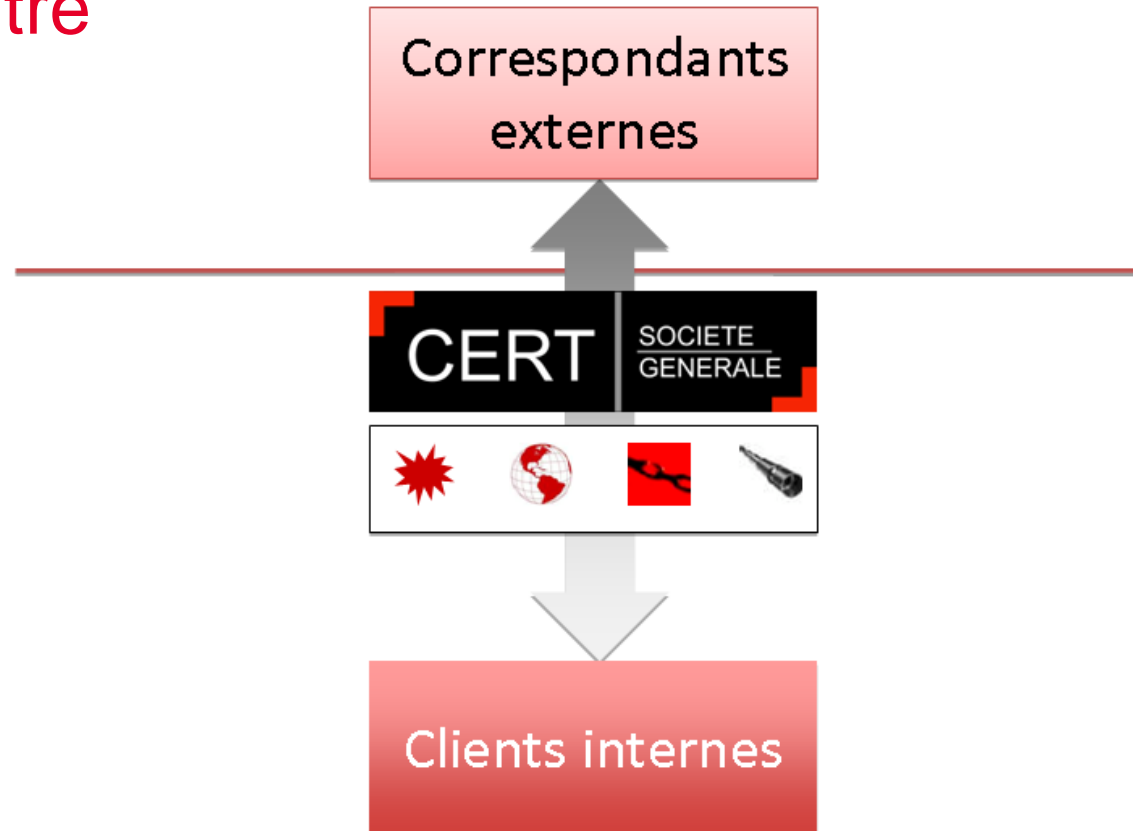 tre
Correspondants
externes
CERT
SOCIETE
GENERALE
Clients internes